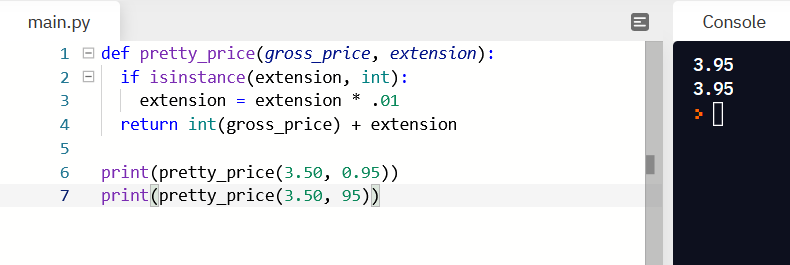 main.py
Console
1 def pretty_price(gross_price, extension):
2   if isinstance(extension, int):
3     extension = extension * .01
4   return int(gross_price) + extension
5
6 print(pretty_price(3.50, 0.95))
7 print(pretty_price(3.50, 95))
3.95
3.95
>